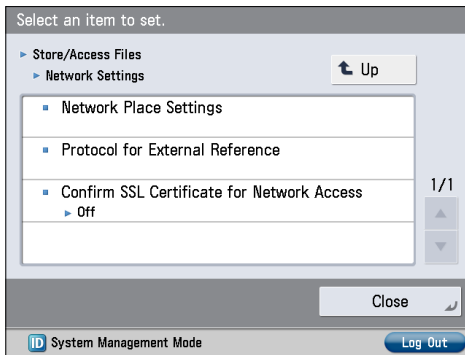 Select an item to set.
Store/Access Files
Network Settings
Up
Network Place Settings
Protocol for External Reference
Confirm SSL Certificate for Network Access
Off
1/1
Close
ID System Management Mode
Log Out